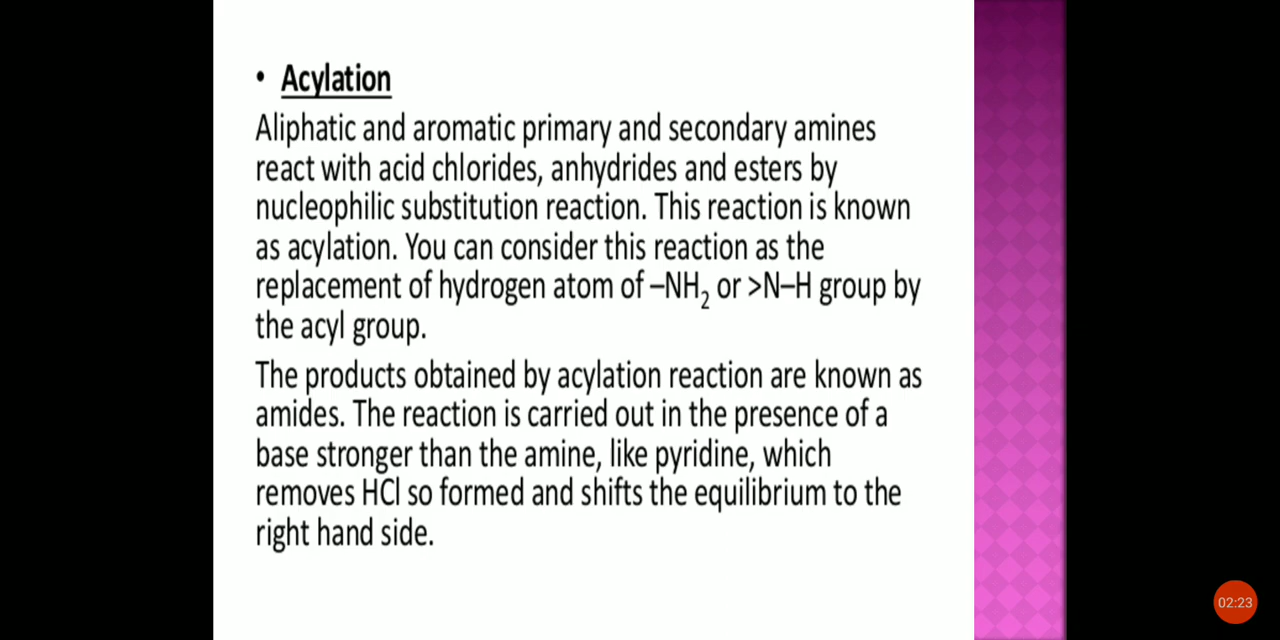 • Acylation
Aliphatic and aromatic primary and secondary amines
react with acid chlorides, anhydrides and esters by
nucleophilic substitution reaction. This reaction is known
as acylation. You can consider this reaction as the
replacement of hydrogen atom of –NH₂ or >N–H group by
the acyl group.
The products obtained by acylation reaction are known as
amides. The reaction is carried out in the presence of a
base stronger than the amine, like pyridine, which
removes HCl so formed and shifts the equilibrium to the
right hand side.
02:23